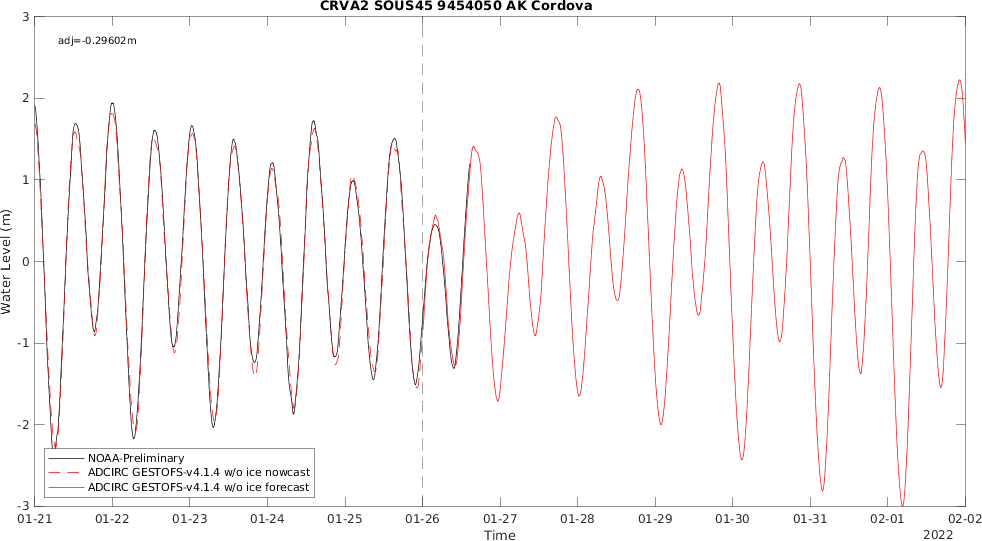 CRVA2 SOUS45 9454050 AK Cordova
adj=-0.29602m
3
2
1
0
-1
-2
-3
Water Level (m)
NOAA-Preliminary
ADCIRC GESTOFS-v4.1.4 w/o ice nowcast
ADCIRC GESTOFS-v4.1.4 w/o ice forecast
01-21 01-22 01-23 01-24 01-25 01-26 01-27 01-28 01-29 01-30 01-31 02-01 02-02
Time
2022